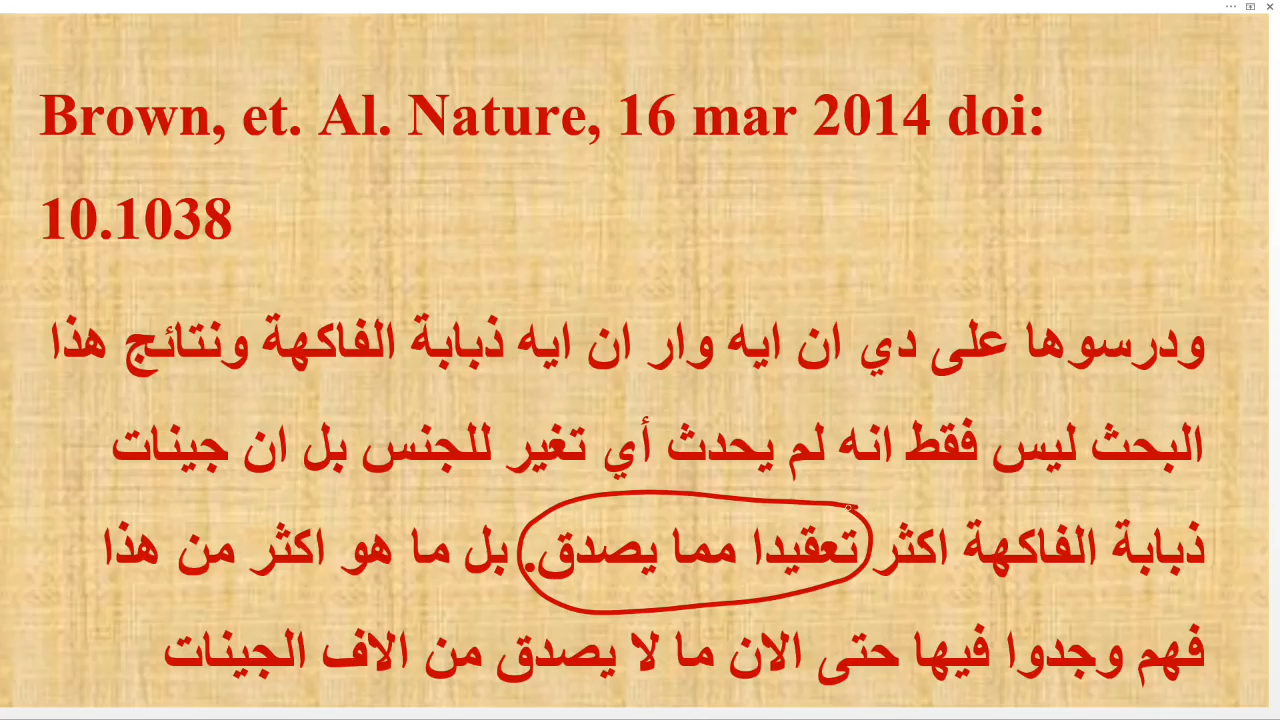 Brown, et. Al. Nature, 16 mar 2014 doi:
10.1038
ودرسوها على دي ان ايه وار ان ايه ذبابة الفاكهة ونتائج هذا
البحث ليس فقط انه لم يحدث أي تغير للجنس بل ان جينات
ذبابة الفاكهة اكثر تعقيدا مما يصدق. بل ما هو اكثر من هذا
فهم وجدوا فيها حتى الان ما لا يصدق من الاف الجينات